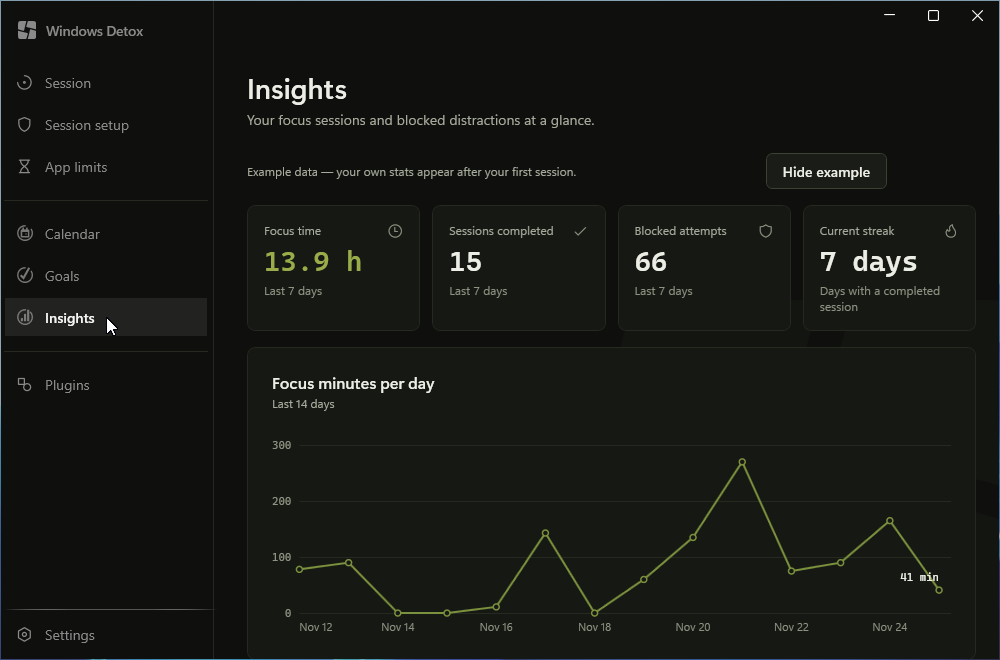 Windows Detox
Session
Session setup
App limits
Calendar
Goals
Insights
Plugins
Settings
Insights
Your focus sessions and blocked distractions at a glance.
Example data — your own stats appear after your first session.
Hide example
Focus time
13.9 h
Last 7 days
Sessions completed
15
Last 7 days
Blocked attempts
66
Last 7 days
Current streak
7 days
Days with a completed
session
Focus minutes per day
Last 14 days
300
200
100
0
41 min
Nov 12
Nov 14
Nov 16
Nov 18
Nov 20
Nov 22
Nov 24